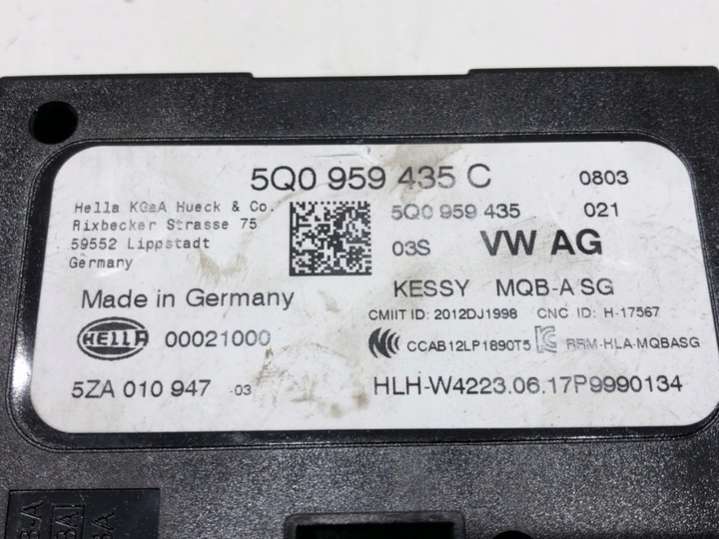 5Q0 959 435 C 0803
Hella KGaA Hueck & Co.
Rixbecker Strasse 75
59552 Lippstadt
Germany
5Q0 959 435 021
03S VW AG
KESSY MQB-A SG
Made in Germany
CMIIT ID: 2012DJ1998 CNC ID: H-17567
HELLA 00021000
CCAB12LP1890T5 RRM-HLA-MQBASG
5ZA 010 947 03
HLH-W4223.06.17P9990134